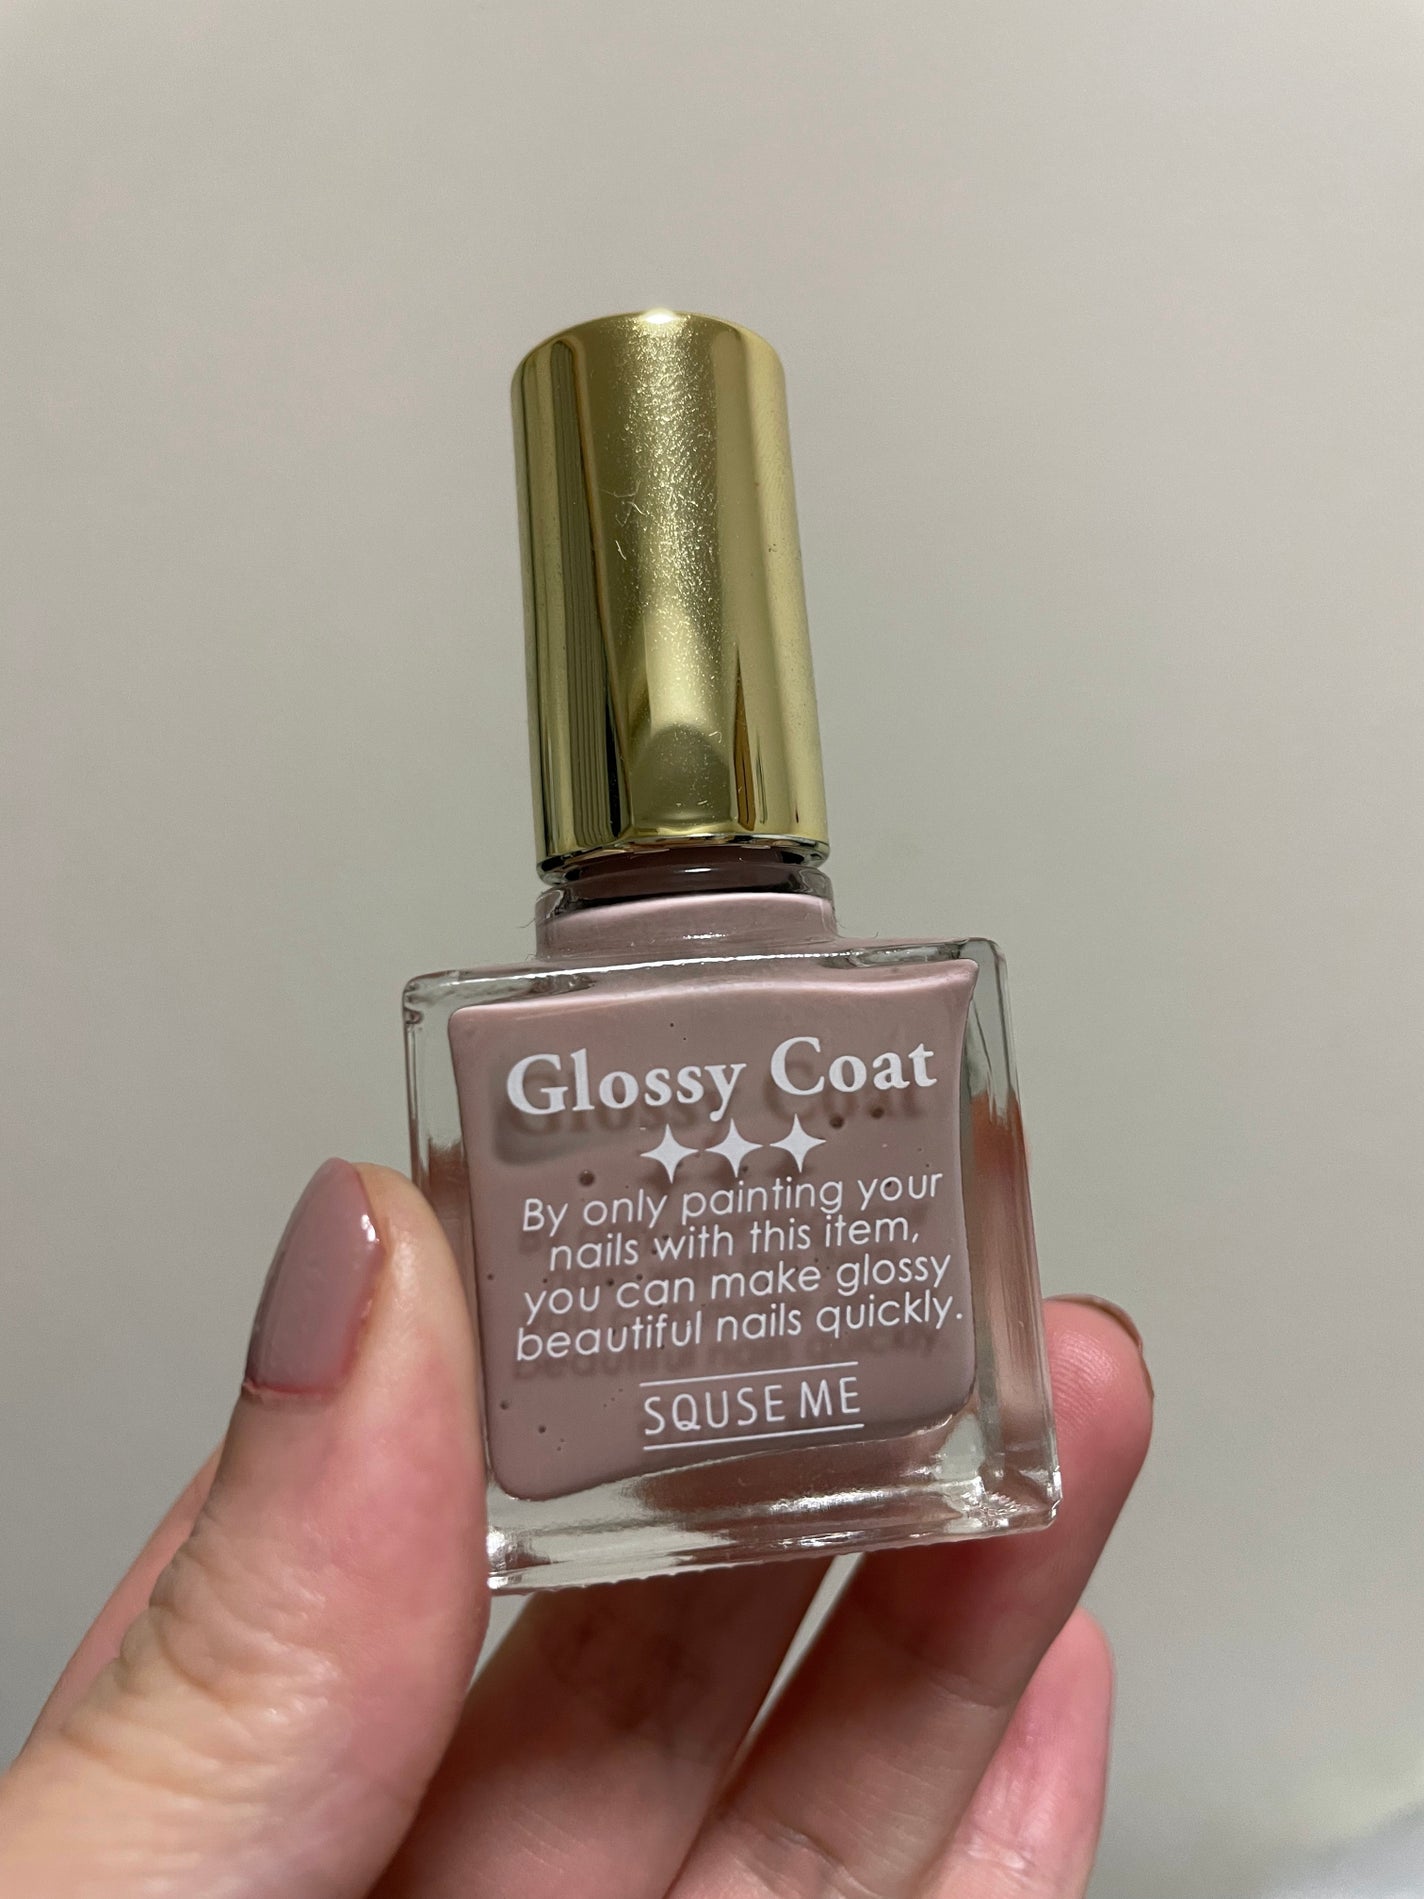 Glossy Coat
By only painting your
nails with this item,
you can make glossy
beautiful nails quickly.
SQUSE ME